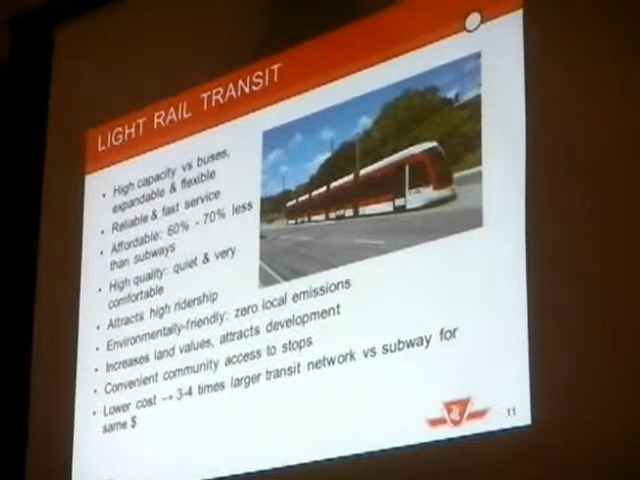 LIGHT RAIL TRANSIT
• High capacity vs buses,
expandable & flexible
• Reliable & fast service
• Affordable: 60% - 70% less
than subways
• High quality: quiet & very
comfortable
• Attracts high ridership
• Environmentally-friendly: zero local emissions
• Increases land values, attracts development
• Convenient community access to stops
• Lower cost → 3-4 times larger transit network vs subway for
same $
11